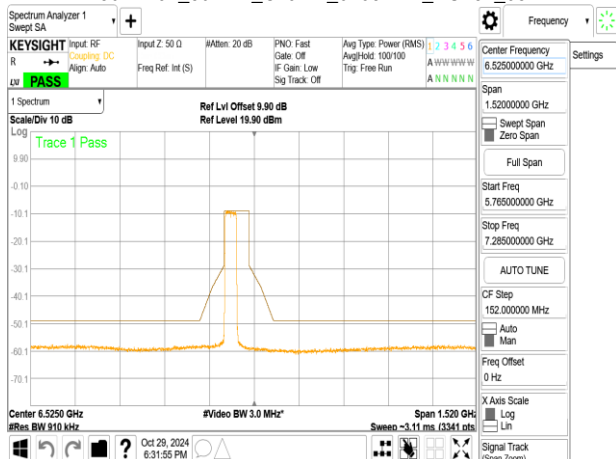 Spectrum Analyzer 1
Swept SA
+
Frequency
KEYSIGHT
R
LXI
PASS
Input: RF
Coupling: DC
Align: Auto
Input Z: 50 Ω
Freq Ref: Int (S)
#Atten: 20 dB
PNO: Fast
Gate: Off
IF Gain: Low
Sig Track: Off
Avg Type: Power (RMS)
Avg|Hold: 100/100
Trig: Free Run
1 2 3 4 5 6
A W W W W W
A N N N N N
1 Spectrum
Scale/Div 10 dB
Ref Lvl Offset 9.90 dB
Ref Level 19.90 dBm
Log
Trace 1 Pass
9.90
-0.10
-10.1
-20.1
-30.1
-40.1
-50.1
-60.1
-70.1
Center 6.5250 GHz
#Video BW 3.0 MHz*
Span 1.520 GHz
#Res BW 910 kHz
Sweep ~3.11 ms (3341 pts
Oct 29, 2024
6:31:55 PM
?
Center Frequency
6.525000000 GHz
Settings
Span
1.52000000 GHz
Swept Span
Zero Span
Full Span
Start Freq
5.765000000 GHz
Stop Freq
7.285000000 GHz
AUTO TUNE
CF Step
152.000000 MHz
Auto
Man
Freq Offset
0 Hz
X Axis Scale
Log
Lin
Signal Track
(Span Zoom)